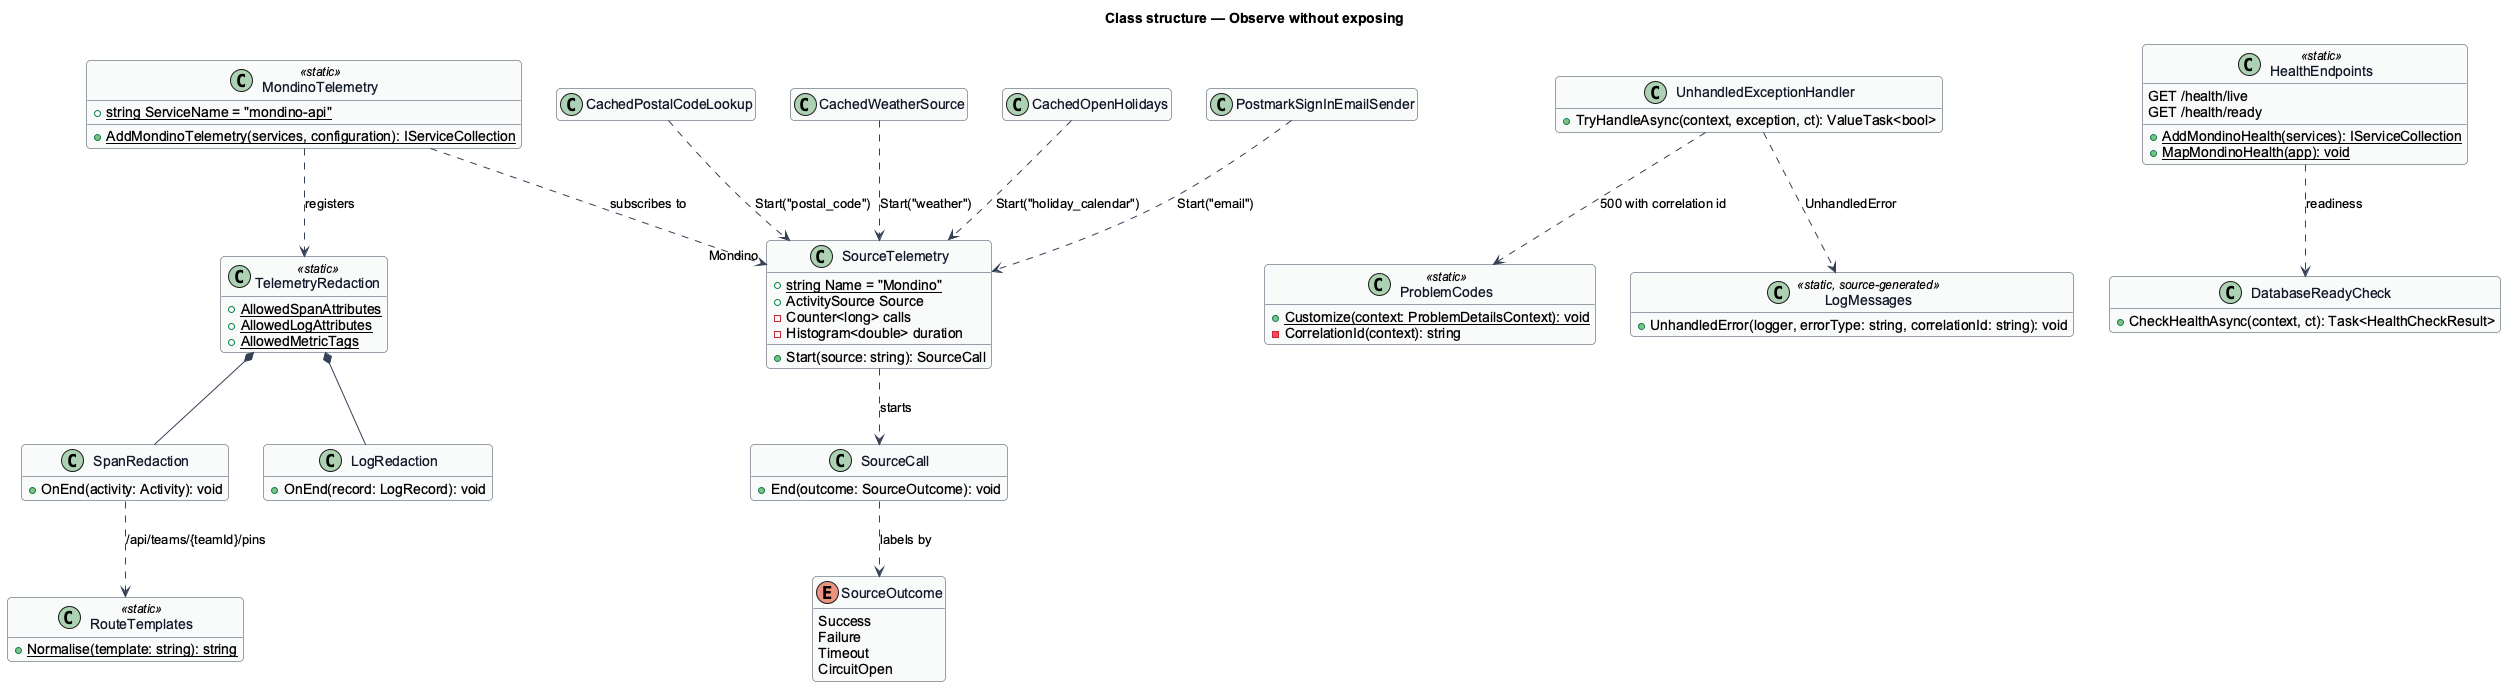 Class structure — Observe without exposing
«static»
MondinoTelemetry
string ServiceName = "mondino-api"
AddMondinoTelemetry(services, configuration): IServiceCollection
C CachedPostalCodeLookup
C CachedWeatherSource
C CachedOpenHolidays
C PostmarkSignInEmailSender
C UnhandledExceptionHandler
TryHandleAsync(context, exception, ct): ValueTask<bool>
«static»
C HealthEndpoints
GET /health/live
GET /health/ready
AddMondinoHealth(services): IServiceCollection
MapMondinoHealth(app): void
registers
subscribes to
Start("postal_code")
Start("weather")
Start("holiday_calendar")
Start("email")
500 with correlation id
UnhandledError
readiness
Mondino
«static»
C TelemetryRedaction
AllowedSpanAttributes
AllowedLogAttributes
AllowedMetricTags
C SourceTelemetry
string Name = "Mondino"
ActivitySource Source
Counter<long> calls
Histogram<double> duration
Start(source: string): SourceCall
«static»
C ProblemCodes
Customize(context: ProblemDetailsContext): void
CorrelationId(context): string
«static, source-generated»
C LogMessages
UnhandledError(logger, errorType: string, correlationId: string): void
C DatabaseReadyCheck
CheckHealthAsync(context, ct): Task<HealthCheckResult>
starts
C SpanRedaction
OnEnd(activity: Activity): void
C LogRedaction
OnEnd(record: LogRecord): void
C SourceCall
End(outcome: SourceOutcome): void
/api/teams/{teamId}/pins
labels by
«static»
C RouteTemplates
Normalise(template: string): string
E SourceOutcome
Success
Failure
Timeout
CircuitOpen